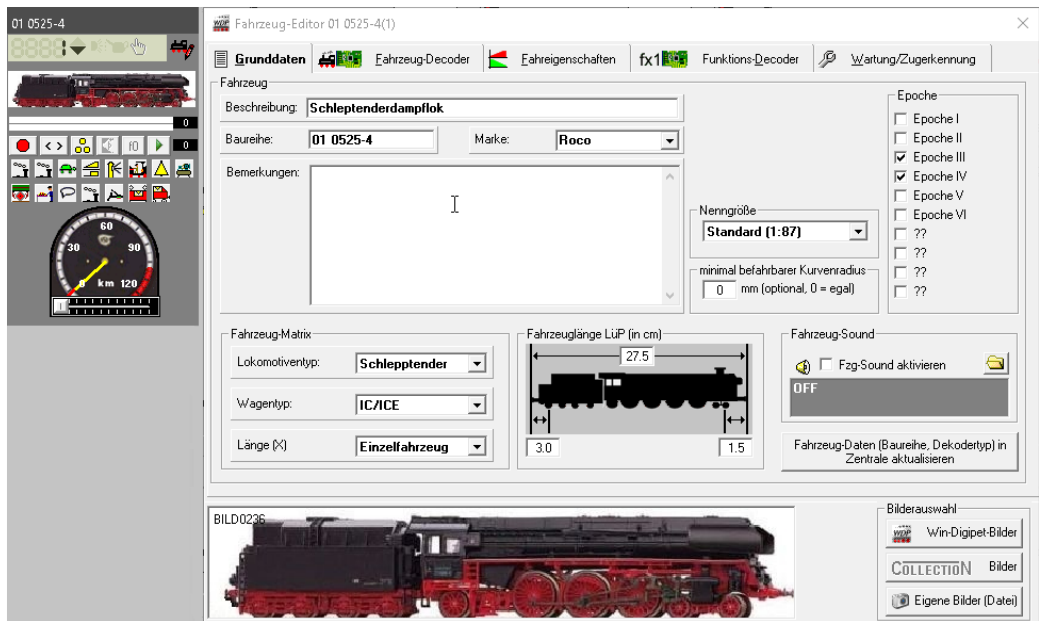 01 0525-4
Fahrzeug-Editor 01 0525-4(1)
Grunddaten
Fahrzeug-Decoder
Fahreigenschaften
fx1
Funktions-Decoder
Wartung/Zugerkennung
Fahrzeug
Beschreibung: Schleptenderdampflok
Baureihe: 01 0525-4
Marke: Roco
Bemerkungen:
Nenngröße
Standard (1:87)
minimal befahrbarer Kurvenradius
0 mm (optional, 0 = egal)
Epoche
Epoche I
Epoche II
Epoche III
Epoche IV
Epoche V
Epoche VI
??
??
??
??
0
< > f0 0
30 60 90
0 km 120
Fahrzeug-Matrix
Lokomotiventyp: Schlepptender
Wagentyp: IC/ICE
Länge (X) Einzelfahrzeug
Fahrzeuglänge LüP (in cm)
27.5
3.0 1.5
Fahrzeug-Sound
Fzg-Sound aktivieren
OFF
Fahrzeug-Daten (Baureihe, Dekodertyp) in
Zentrale aktualisieren
BILD0236
Bilderauswahl
WDP Win-Digipet-Bilder
COLLECTION Bilder
Eigene Bilder (Datei)